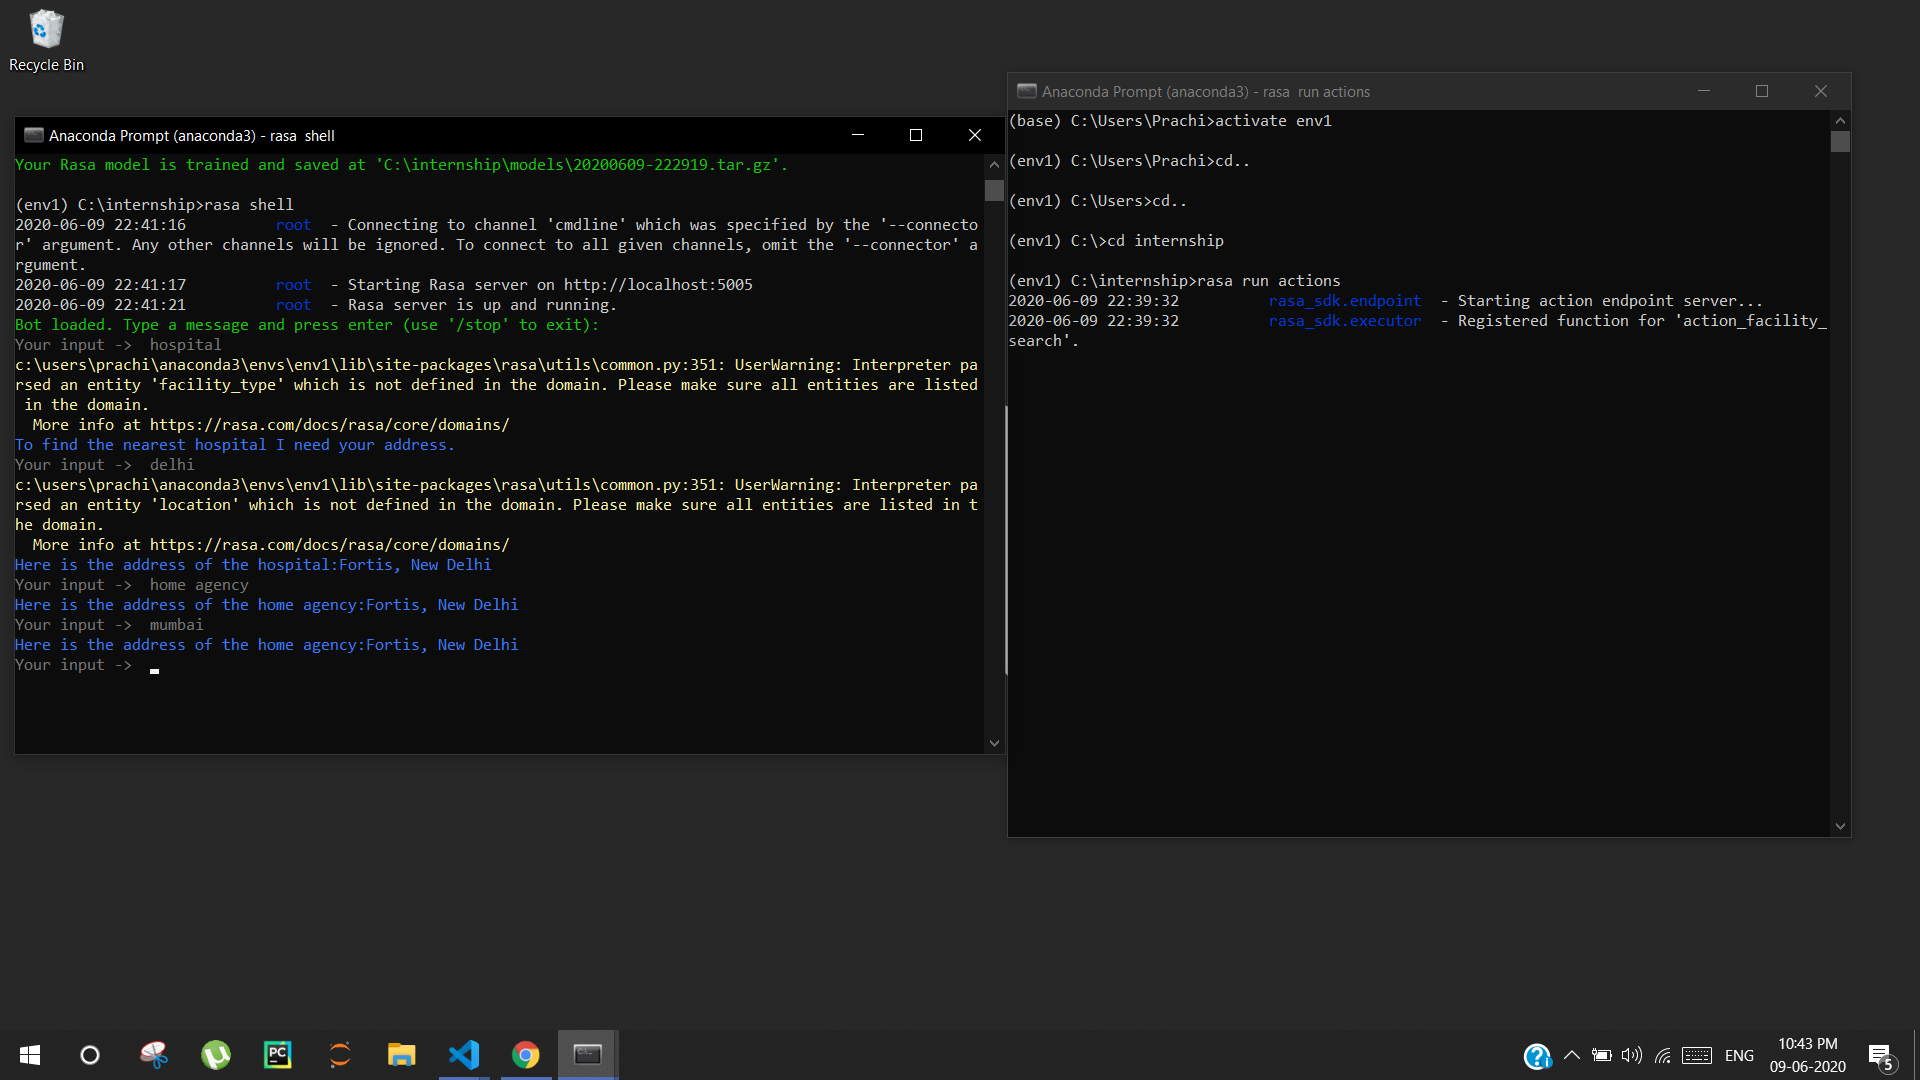 Recycle Bin
Anaconda Prompt (anaconda3) - rasa  shell
Your Rasa model is trained and saved at 'C:\internship\models\20200609-222919.tar.gz'.
(env1) C:\internship>rasa shell
2020-06-09 22:41:16          root  - Connecting to channel 'cmdline' which was specified by the '--connecto
r' argument. Any other channels will be ignored. To connect to all given channels, omit the '--connector' a
rgument.
2020-06-09 22:41:17          root  - Starting Rasa server on http://localhost:5005
2020-06-09 22:41:21          root  - Rasa server is up and running.
Bot loaded. Type a message and press enter (use '/stop' to exit):
Your input ->  hospital
c:\users\prachi\anaconda3\envs\env1\lib\site-packages\rasa\utils\common.py:351: UserWarning: Interpreter pa
rsed an entity 'facility_type' which is not defined in the domain. Please make sure all entities are listed
 in the domain.
  More info at https://rasa.com/docs/rasa/core/domains/
To find the nearest hospital I need your address.
Your input ->  delhi
c:\users\prachi\anaconda3\envs\env1\lib\site-packages\rasa\utils\common.py:351: UserWarning: Interpreter pa
rsed an entity 'location' which is not defined in the domain. Please make sure all entities are listed in t
he domain.
  More info at https://rasa.com/docs/rasa/core/domains/
Here is the address of the hospital:Fortis, New Delhi
Your input ->  home agency
Here is the address of the home agency:Fortis, New Delhi
Your input ->  mumbai
Here is the address of the home agency:Fortis, New Delhi
Your input ->
Anaconda Prompt (anaconda3) - rasa  run actions
(base) C:\Users\Prachi>activate env1
(env1) C:\Users\Prachi>cd..
(env1) C:\Users>cd..
(env1) C:\>cd internship
(env1) C:\internship>rasa run actions
2020-06-09 22:39:32          rasa_sdk.endpoint  - Starting action endpoint server...
2020-06-09 22:39:32          rasa_sdk.executor  - Registered function for 'action_facility_
search'.
PC
ENG
10:43 PM
09-06-2020
5